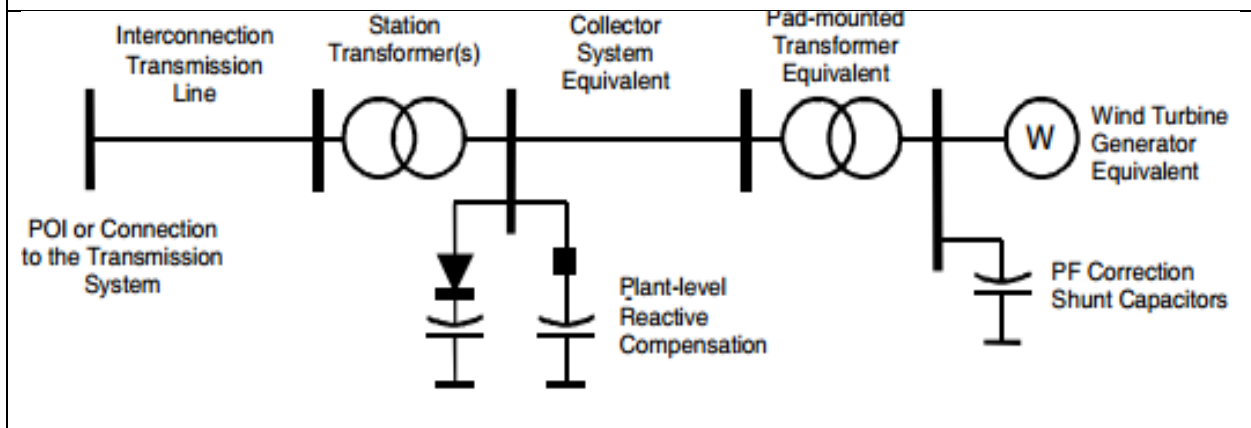 Interconnection
Transmission
Line
Station
Transformer(s)
Collector
System
Equivalent
Pad-mounted
Transformer
Equivalent
W
Wind Turbine
Generator
Equivalent
POI or Connection
to the Transmission
System
Plant-level
Reactive
Compensation
PF Correction
Shunt Capacitors